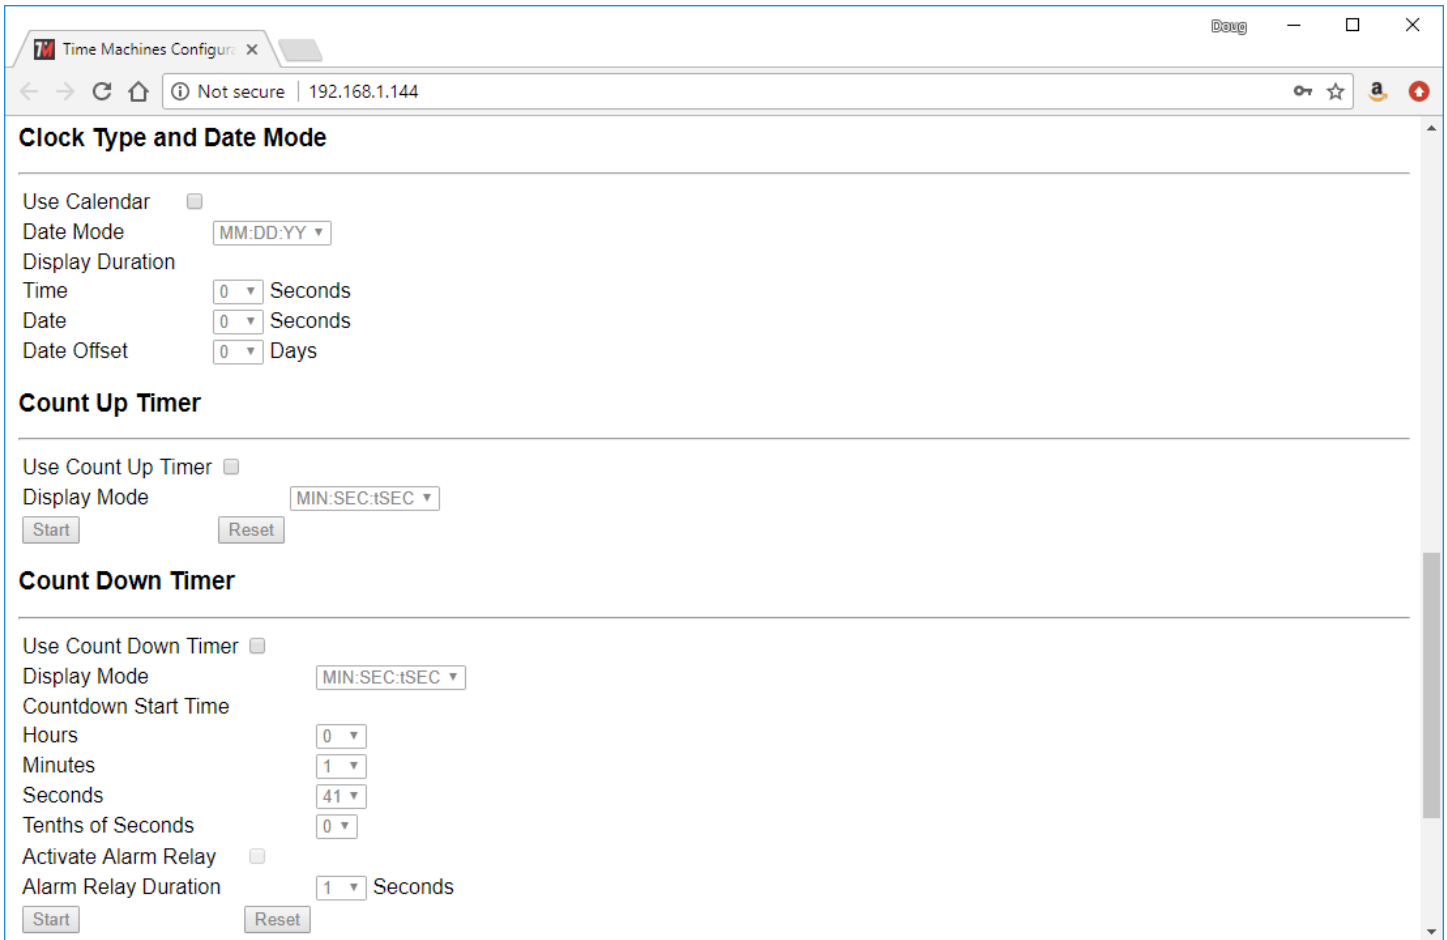 Doug
TM Time Machines Configura
Not secure | 192.168.1.144
a
Clock Type and Date Mode
Use Calendar
Date Mode MM:DD:YY
Display Duration
Time 0 Seconds
Date 0 Seconds
Date Offset 0 Days
Count Up Timer
Use Count Up Timer
Display Mode MIN:SEC:tSEC
Start Reset
Count Down Timer
Use Count Down Timer
Display Mode MIN:SEC:tSEC
Countdown Start Time
Hours 0
Minutes 1
Seconds 41
Tenths of Seconds 0
Activate Alarm Relay
Alarm Relay Duration 1 Seconds
Start Reset